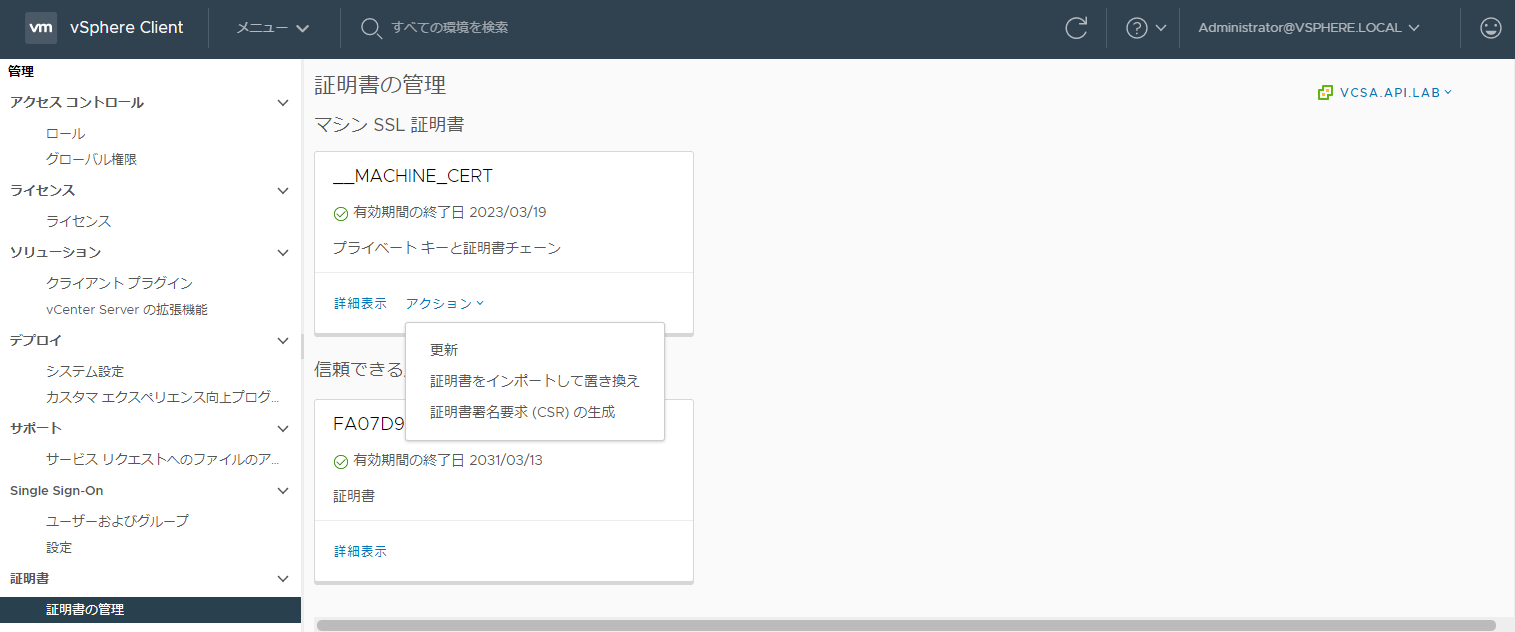 vm vSphere Client メニュー すべての環境を検索 Administrator@VSPHERE.LOCAL
管理
アクセス コントロール
ロール
グローバル権限
ライセンス
ライセンス
ソリューション
クライアント プラグイン
vCenter Server の拡張機能
デプロイ
システム設定
カスタマ エクスペリエンス向上プログ...
サポート
サービス リクエストへのファイルのア...
Single Sign-On
ユーザーおよびグループ
設定
証明書
証明書の管理
証明書の管理
VCSA.API.LAB
マシン SSL 証明書
__MACHINE_CERT
有効期間の終了日 2023/03/19
プライベート キーと証明書チェーン
詳細表示 アクション
更新
証明書をインポートして置き換え
証明書署名要求 (CSR) の生成
信頼できる
FA07D9
有効期間の終了日 2031/03/13
証明書
詳細表示